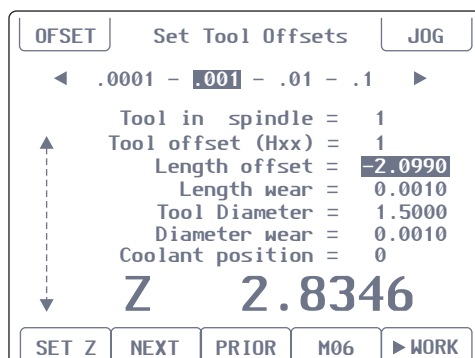 OFSET Set Tool Offsets JOG
◄ .0001 - .001 - .01 - .1 ►
Tool in spindle = 1
Tool offset (Hxx) = 1
Length offset = -2.0990
Length wear = 0.0010
Tool Diameter = 1.5000
Diameter wear = 0.0010
Coolant position = 0
Z 2.8346
SET Z NEXT PRIOR M06 ►WORK